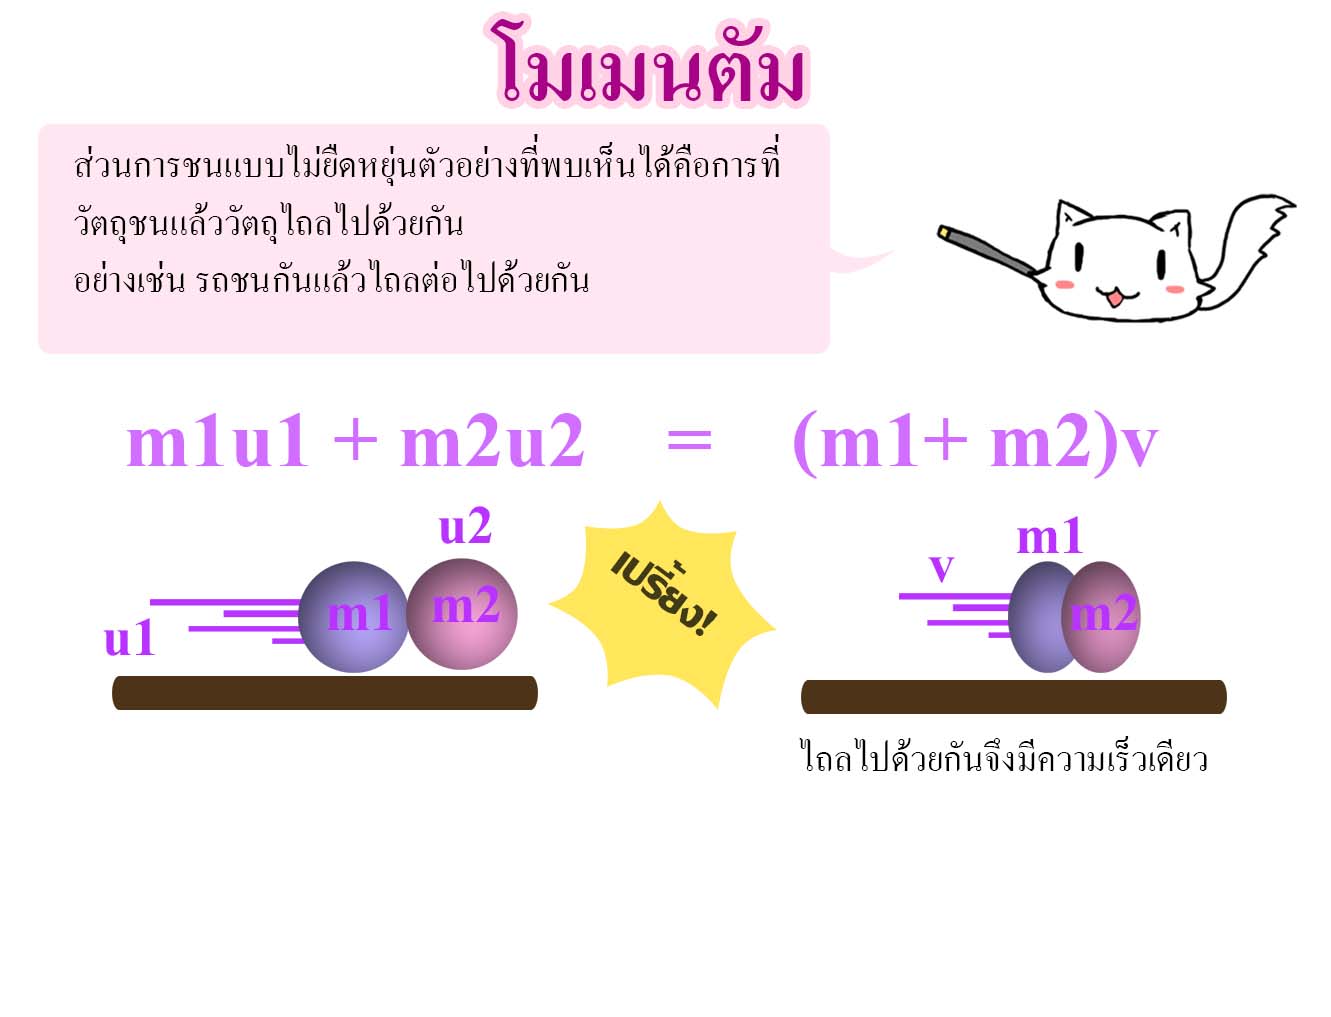 โมเมนตัม
ส่วนการชนแบบไม่ยืดหยุ่นตัวอย่างที่พบเห็นได้คือการที่
วัตถุชนแล้ววัตถุไถลไปด้วยกัน
อย่างเช่น รถชนกันแล้วไถลต่อไปด้วยกัน
m1u1 + m2u2 = (m1+ m2)v
u2
m1
m2
u1
เปรี้ยง!
m1
v
m2
ไถลไปด้วยกันจึงมีความเร็วเดียว